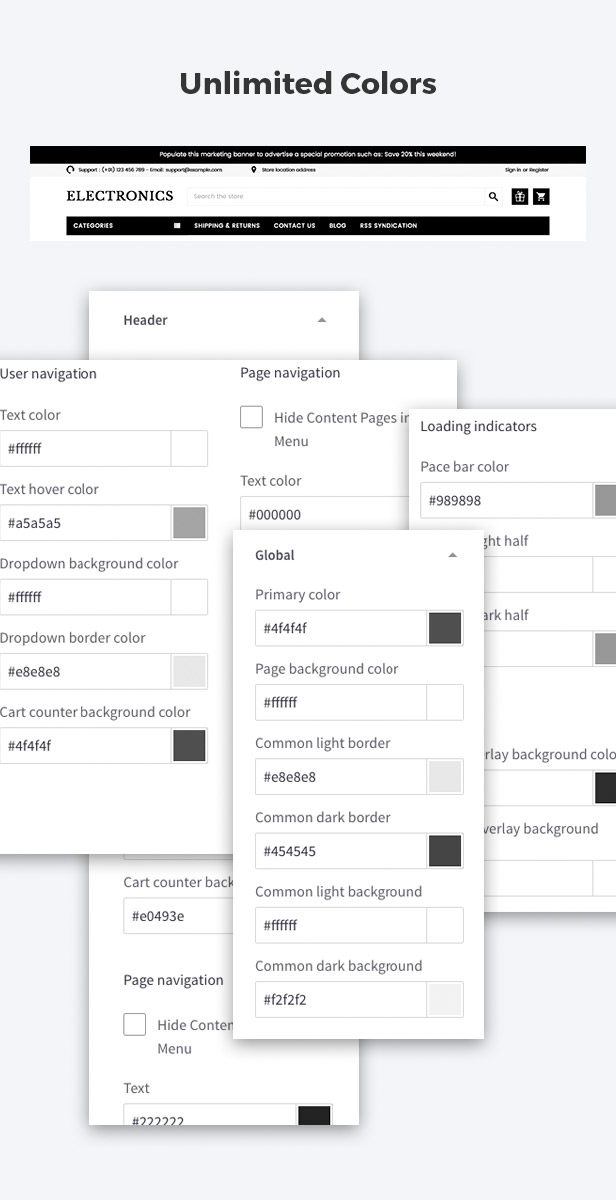 Unlimited Colors
Populate this marketing banner to advertise a special promotion such as: Save 20% this weekend!
Support : (+01) 123 456 789 - Email: support@example.com
Store location address
Sign in or Register
ELECTRONICS
Search the store
CATEGORIES
SHIPPING & RETURNS
CONTACT US
BLOG
RSS SYNDICATION
Header
User navigation
Text color
#ffffff
Text hover color
#a5a5a5
Dropdown background color
#ffffff
Dropdown border color
#e8e8e8
Cart counter background color
#4f4f4f
Page navigation
Hide Content Pages in
Menu
Text color
#000000
Loading indicators
Pace bar color
#989898
ght half
ark half
rlay background colo
verlay background
Global
Primary color
#4f4f4f
Page background color
#ffffff
Common light border
#e8e8e8
Common dark border
#454545
Common light background
#ffffff
Common dark background
#f2f2f2
Cart counter back
#e0493e
Page navigation
Hide Conten
Menu
Text
#222222